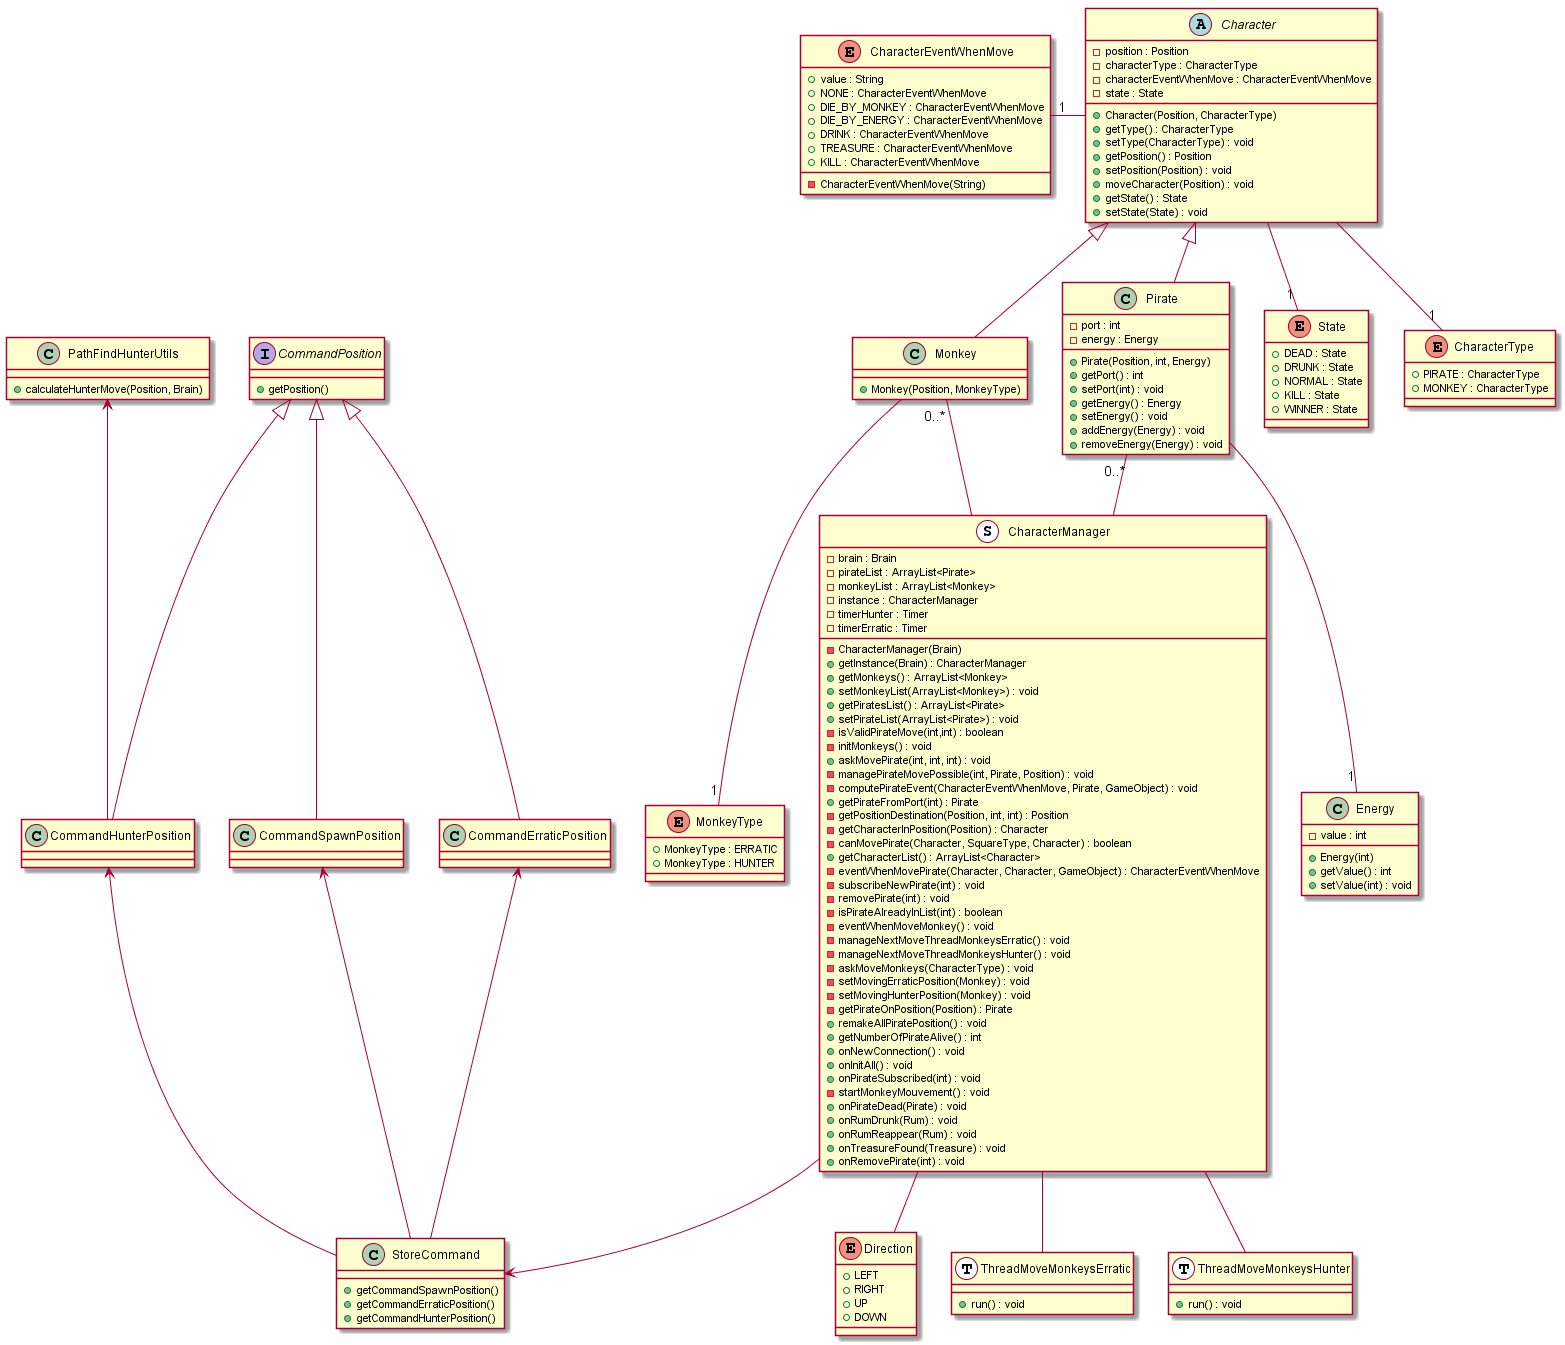 A Character
position : Position
characterType : CharacterType
characterEventWhenMove : CharacterEventWhenMove
state : State
Character(Position, CharacterType)
getType() : CharacterType
setType(CharacterType) : void
getPosition() : Position
setPosition(Position) : void
moveCharacter(Position) : void
getState() : State
setState(State) : void
E CharacterEventWhenMove
value : String
NONE : CharacterEventWhenMove
DIE_BY_MONKEY : CharacterEventWhenMove
DIE_BY_ENERGY : CharacterEventWhenMove
DRINK : CharacterEventWhenMove
TREASURE : CharacterEventWhenMove
KILL : CharacterEventWhenMove
CharacterEventWhenMove(String)
1
C PathFindHunterUtils
calculateHunterMove(Position, Brain)
I CommandPosition
getPosition()
C Monkey
Monkey(Position, MonkeyType)
0..*
C Pirate
port : int
energy : Energy
Pirate(Position, int, Energy)
getPort() : int
setPort(int) : void
getEnergy() : Energy
setEnergy() : void
addEnergy(Energy) : void
removeEnergy(Energy) : void
0..*
1
E State
DEAD : State
DRUNK : State
NORMAL : State
KILL : State
WINNER : State
1
E CharacterType
PIRATE : CharacterType
MONKEY : CharacterType
S CharacterManager
brain : Brain
pirateList : ArrayList<Pirate>
monkeyList : ArrayList<Monkey>
instance : CharacterManager
timerHunter : Timer
timerErratic : Timer
CharacterManager(Brain)
getInstance(Brain) : CharacterManager
getMonkeys() : ArrayList<Monkey>
setMonkeyList(ArrayList<Monkey>) : void
getPiratesList() : ArrayList<Pirate>
setPirateList(ArrayList<Pirate>) : void
isValidPirateMove(int,int) : boolean
initMonkeys() : void
askMovePirate(int, int, int) : void
managePirateMovePossible(int, Pirate, Position) : void
computePirateEvent(CharacterEventWhenMove, Pirate, GameObject) : void
getPirateFromPort(int) : Pirate
getPositionDestination(Position, int, int) : Position
getCharacterInPosition(Position) : Character
canMovePirate(Character, SquareType, Character) : boolean
getCharacterList() : ArrayList<Character>
eventWhenMovePirate(Character, Character, GameObject) : CharacterEventWhenMove
subscribeNewPirate(int) : void
removePirate(int) : void
isPirateAlreadyInList(int) : boolean
eventWhenMoveMonkey() : void
manageNextMoveThreadMonkeysErratic() : void
manageNextMoveThreadMonkeysHunter() : void
askMoveMonkeys(CharacterType) : void
setMovingErraticPosition(Monkey) : void
setMovingHunterPosition(Monkey) : void
getPirateOnPosition(Position) : Pirate
remakeAllPiratePosition() : void
getNumberOfPirateAlive() : int
onNewConnection() : void
onInitAll() : void
onPirateSubscribed(int) : void
startMonkeyMouvement() : void
onPirateDead(Pirate) : void
onRumDrunk(Rum) : void
onRumReappear(Rum) : void
onTreasureFound(Treasure) : void
onRemovePirate(int) : void
C CommandHunterPosition
C CommandSpawnPosition
C CommandErraticPosition
1
E MonkeyType
MonkeyType : ERRATIC
MonkeyType : HUNTER
1
C Energy
value : int
Energy(int)
getValue() : int
setValue(int) : void
C StoreCommand
getCommandSpawnPosition()
getCommandErraticPosition()
getCommandHunterPosition()
E Direction
LEFT
RIGHT
UP
DOWN
T ThreadMoveMonkeysErratic
run() : void
T ThreadMoveMonkeysHunter
run() : void